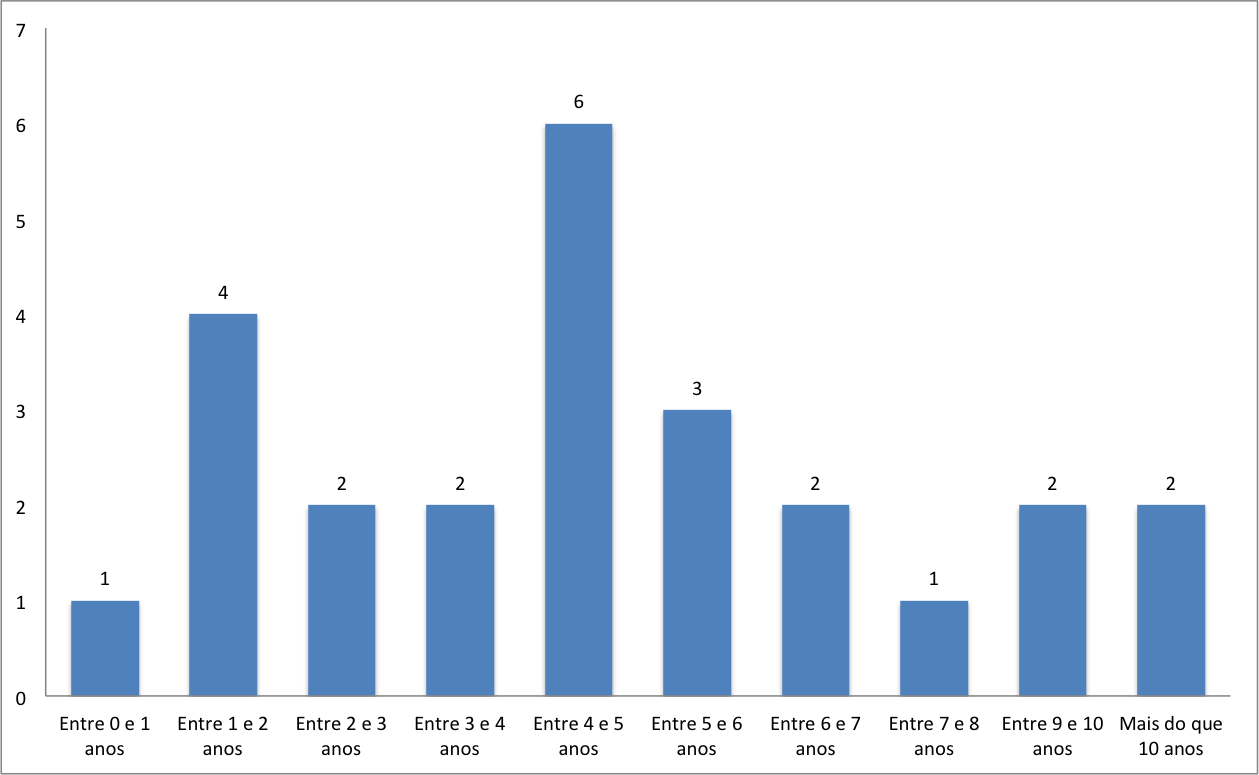 7
6
5
4
3
2
1
0
1
4
2
2
6
3
2
1
2
2
Entre 0 e 1
anos
Entre 1 e 2
anos
Entre 2 e 3
anos
Entre 3 e 4
anos
Entre 4 e 5
anos
Entre 5 e 6
anos
Entre 6 e 7
anos
Entre 7 e 8
anos
Entre 9 e 10
anos
Mais do que
10 anos